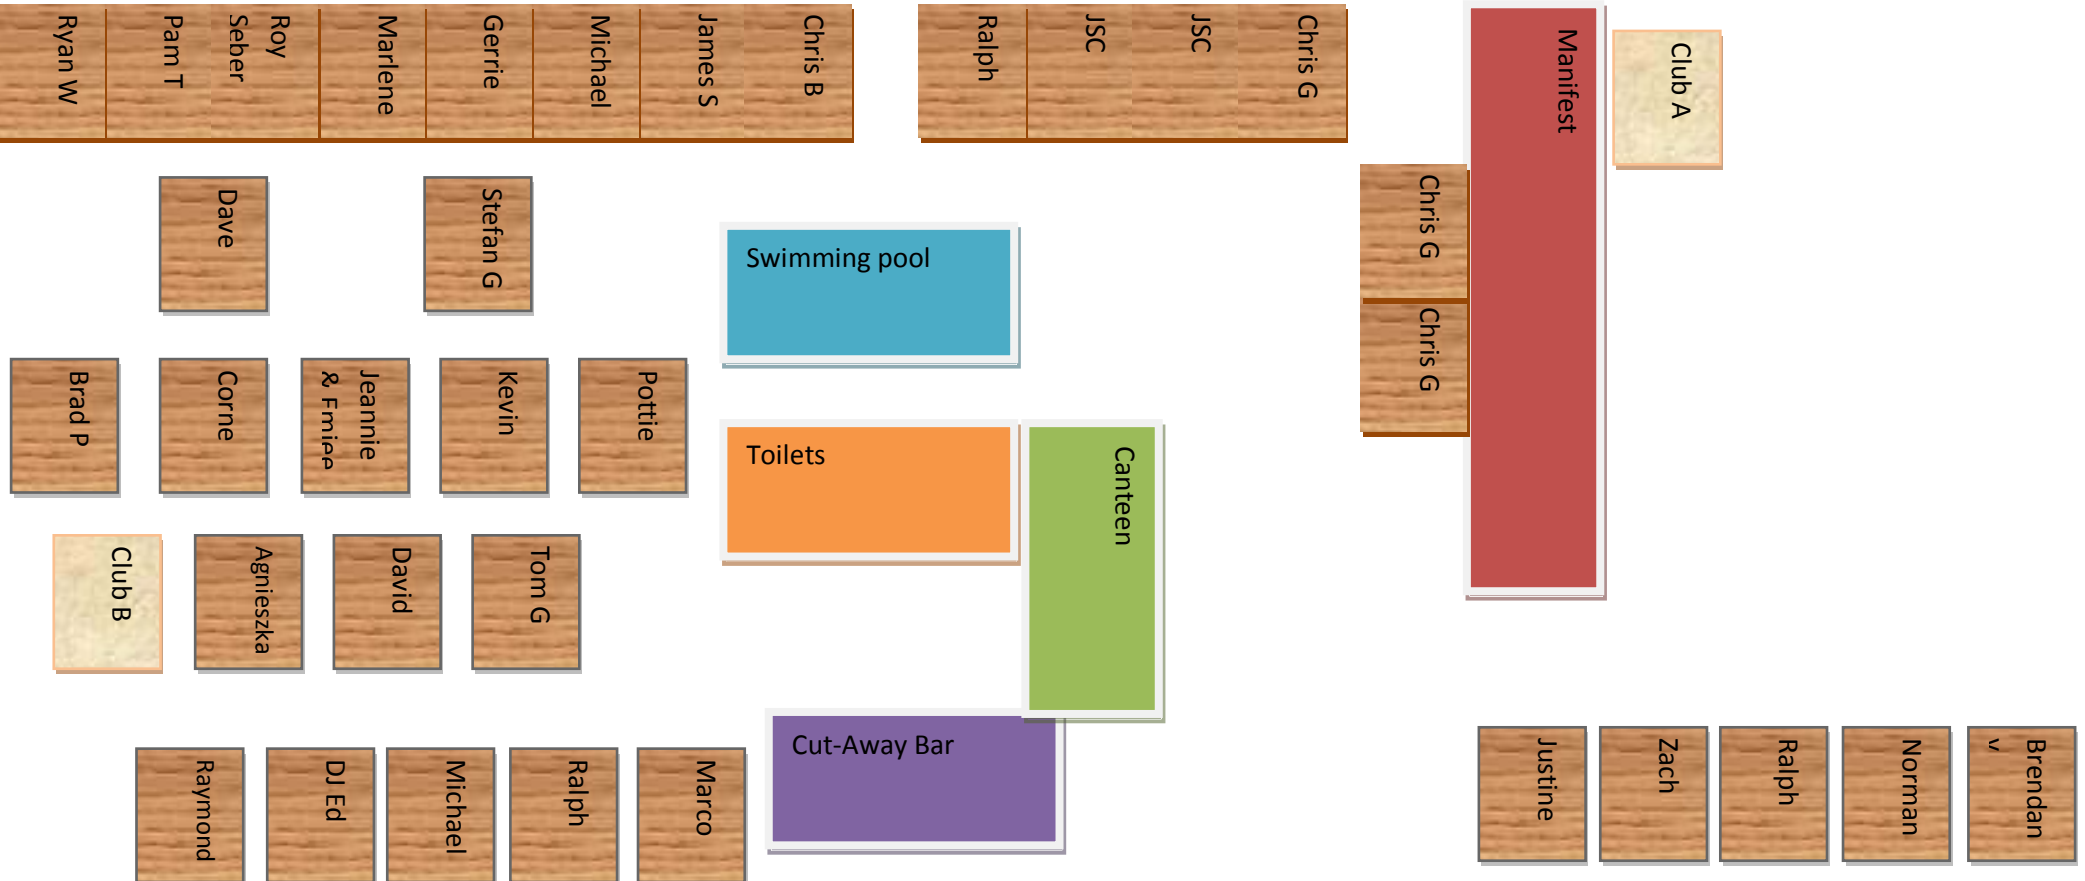 Ryan W
Pam T
Roy
Seber
Marlene
Gerrie
Michael
James S
Chris B
Ralph
JSC
JSC
Chris G
Manifest
Club A
Dave
Stefan G
Swimming pool
Chris G
Chris G
Brad P
Corne
Jeannie
& Fmiee
Kevin
Pottie
Toilets
Canteen
Club B
Agnieszka
David
Tom G
Cut-Away Bar
Raymond
DJ Ed
Michael
Ralph
Marco
Justine
Zach
Ralph
Norman
Brendan
v